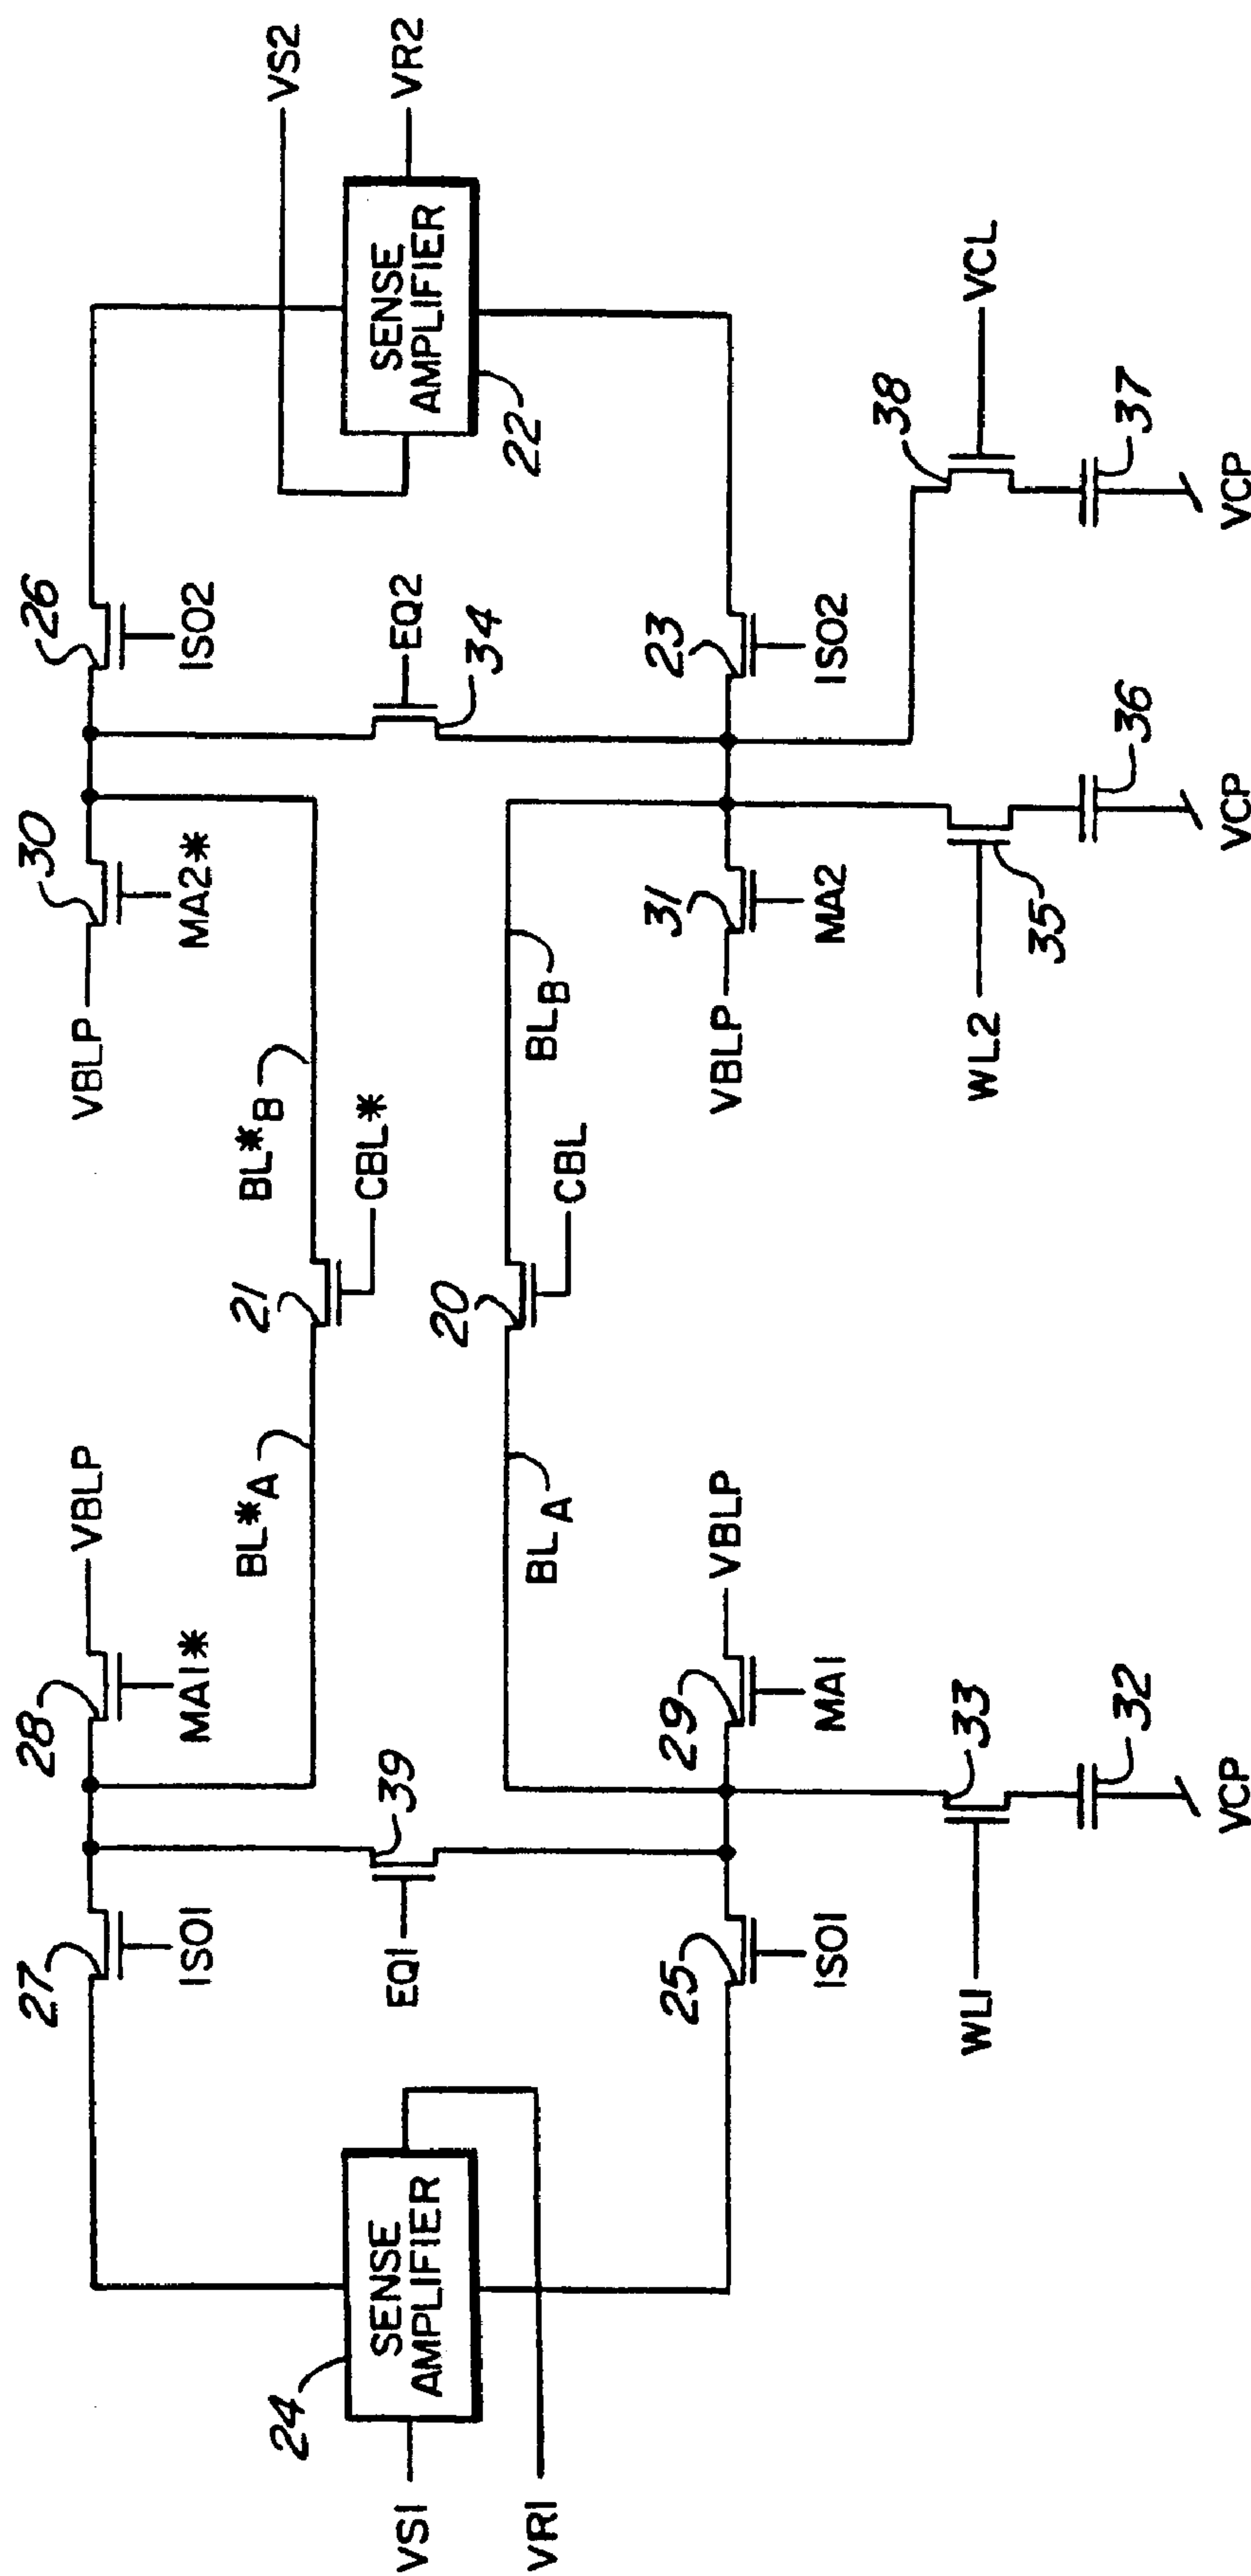 27
28
VBLP
VBLP
30
26
ISO1
MA1*
MA2*
ISO2
VS2
BL*A
21
BL*B
CBL*
24
SENSE
AMPLIFIER
VS1
VR1
EQ1
39
EQ2
34
SENSE
AMPLIFIER
22
VR2
BLA
20
CBL
BLB
25
ISO1
29
MA1
VBLP
VBLP
31
MA2
23
ISO2
WL1
33
32
VCP
WL2
35
36
VCP
38
VCL
37
VCP